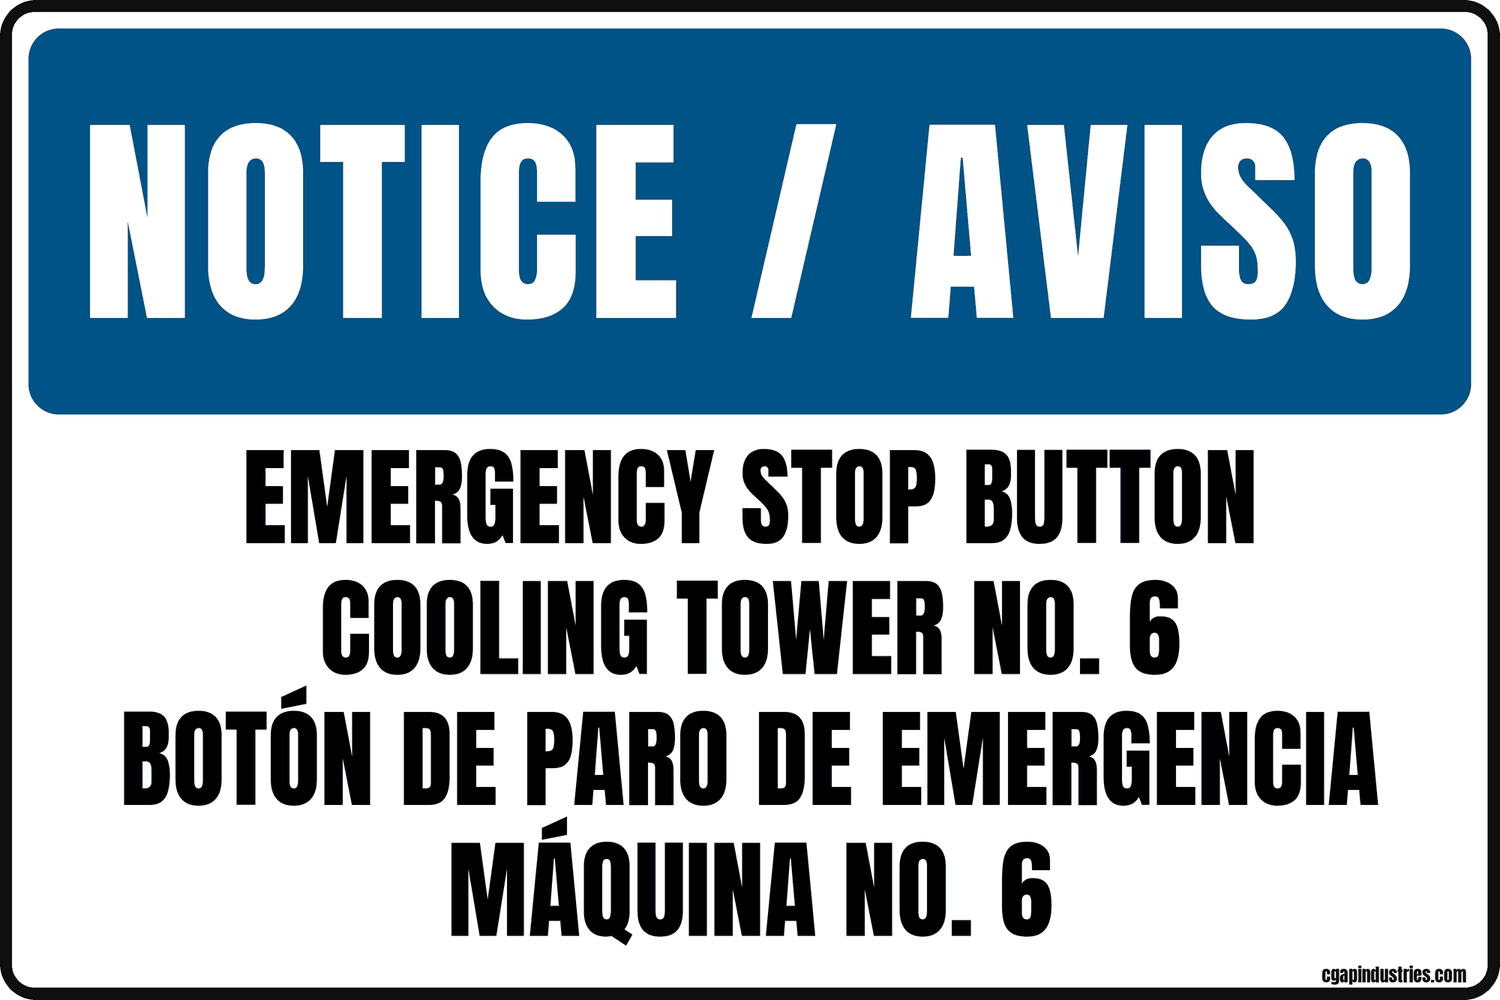 NOTICE / AVISO
EMERGENCY STOP BUTTON
COOLING TOWER NO. 6
BOTÓN DE PARO DE EMERGENCIA
MÁQUINA NO. 6
cgapindustries.com